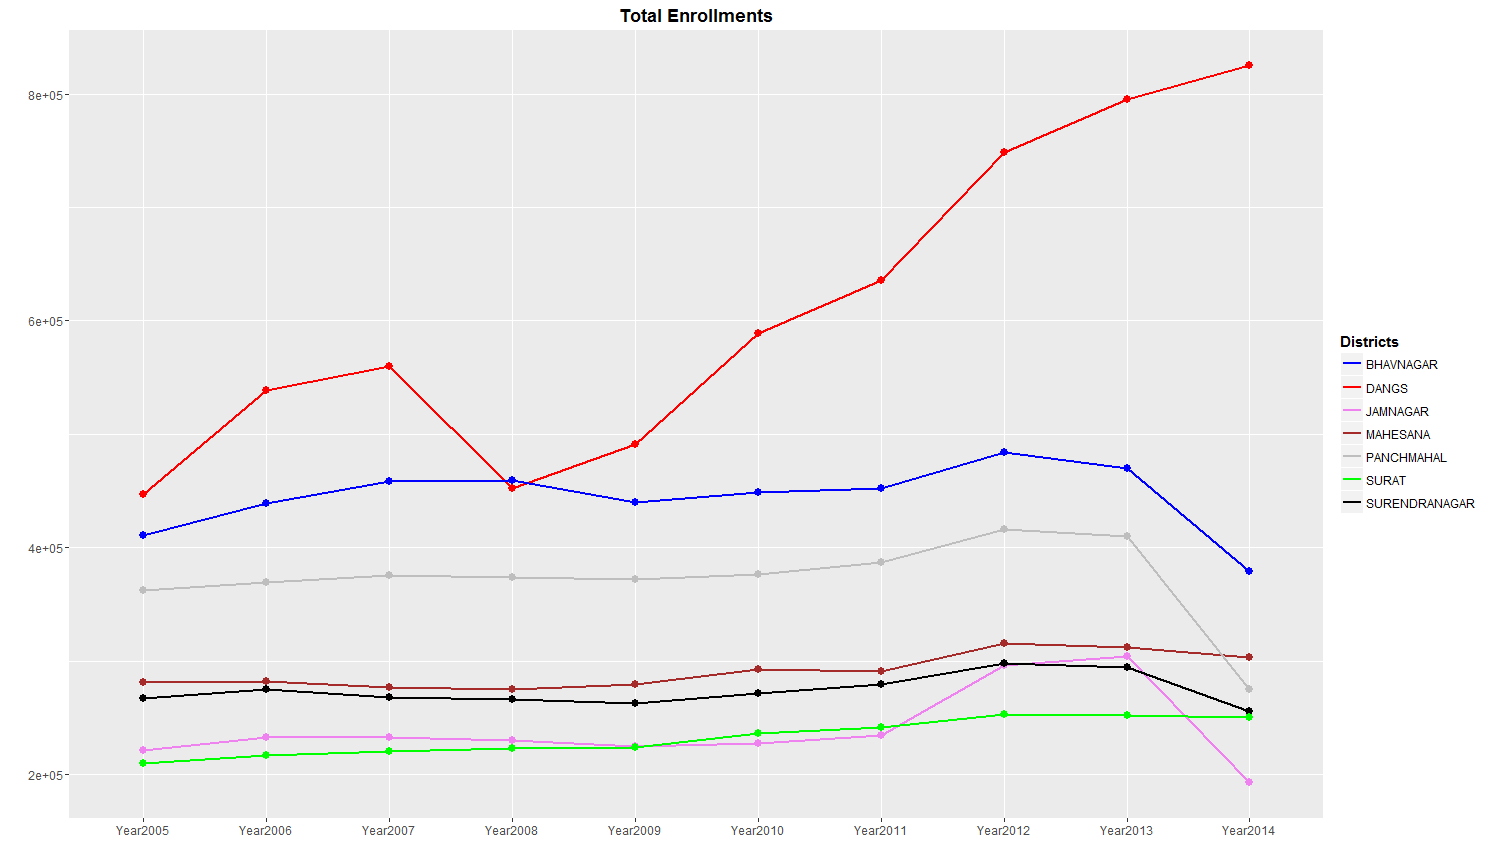 Total Enrollments
8e+05
6e+05
4e+05
2e+05
Year2005 Year2006 Year2007 Year2008 Year2009 Year2010 Year2011 Year2012 Year2013 Year2014
Districts
BHAVNAGAR
DANGS
JAMNAGAR
MAHESANA
PANCHMAHAL
SURAT
SURENDRANAGAR